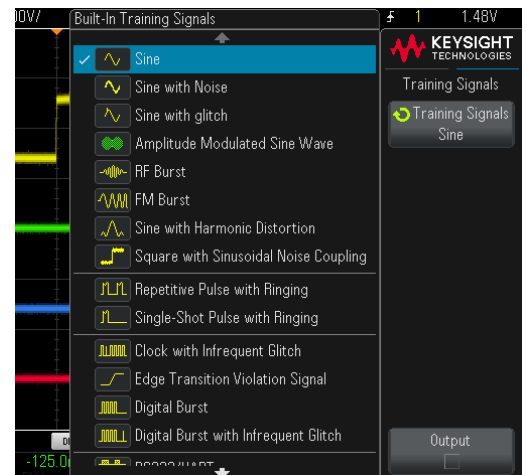 00V/
Built-In Training Signals
1
1.48V
KEYSIGHT
TECHNOLOGIES
Training Signals
Training Signals
Sine
Sine
Sine with Noise
Sine with glitch
Amplitude Modulated Sine Wave
RF Burst
FM Burst
Sine with Harmonic Distortion
Square with Sinusoidal Noise Coupling
Repetitive Pulse with Ringing
Single-Shot Pulse with Ringing
Clock with Infrequent Glitch
Edge Transition Violation Signal
Digital Burst
Digital Burst with Infrequent Glitch
Output
-125.0